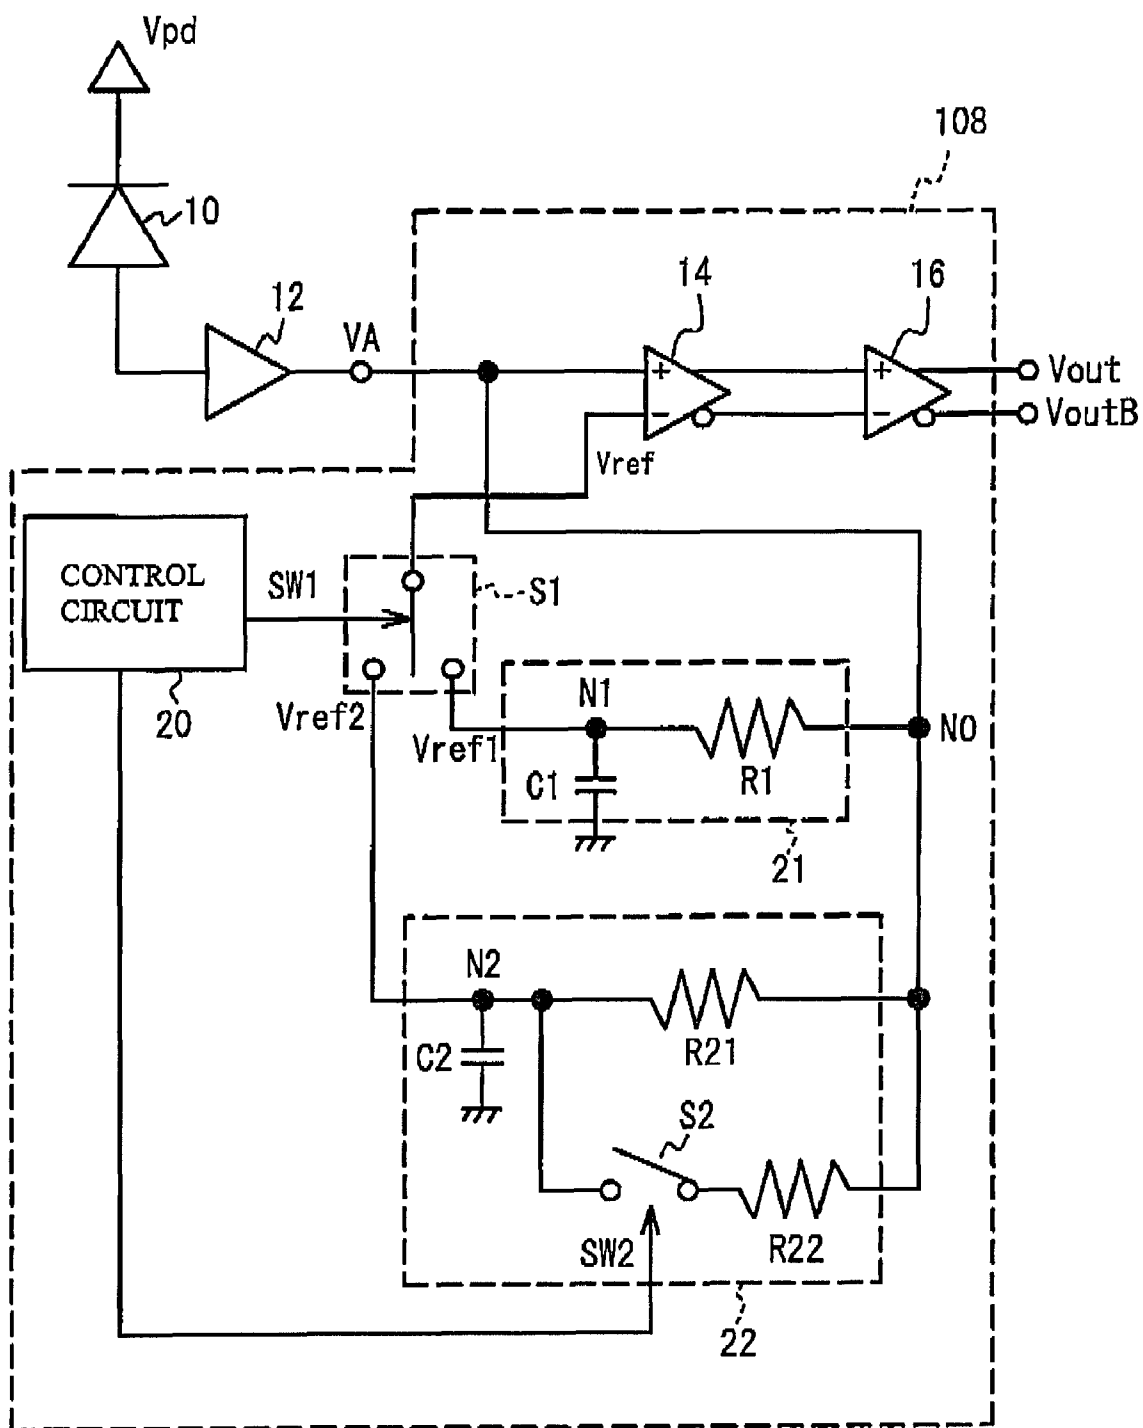 Vpd
108
10
14
16
12
VA
+
+
Vout
−
−
VoutB
Vref
CONTROL
CIRCUIT
SW1
S1
20
Vref2
N1
N0
Vref1
C1
R1
21
N2
C2
R21
S2
SW2
R22
22